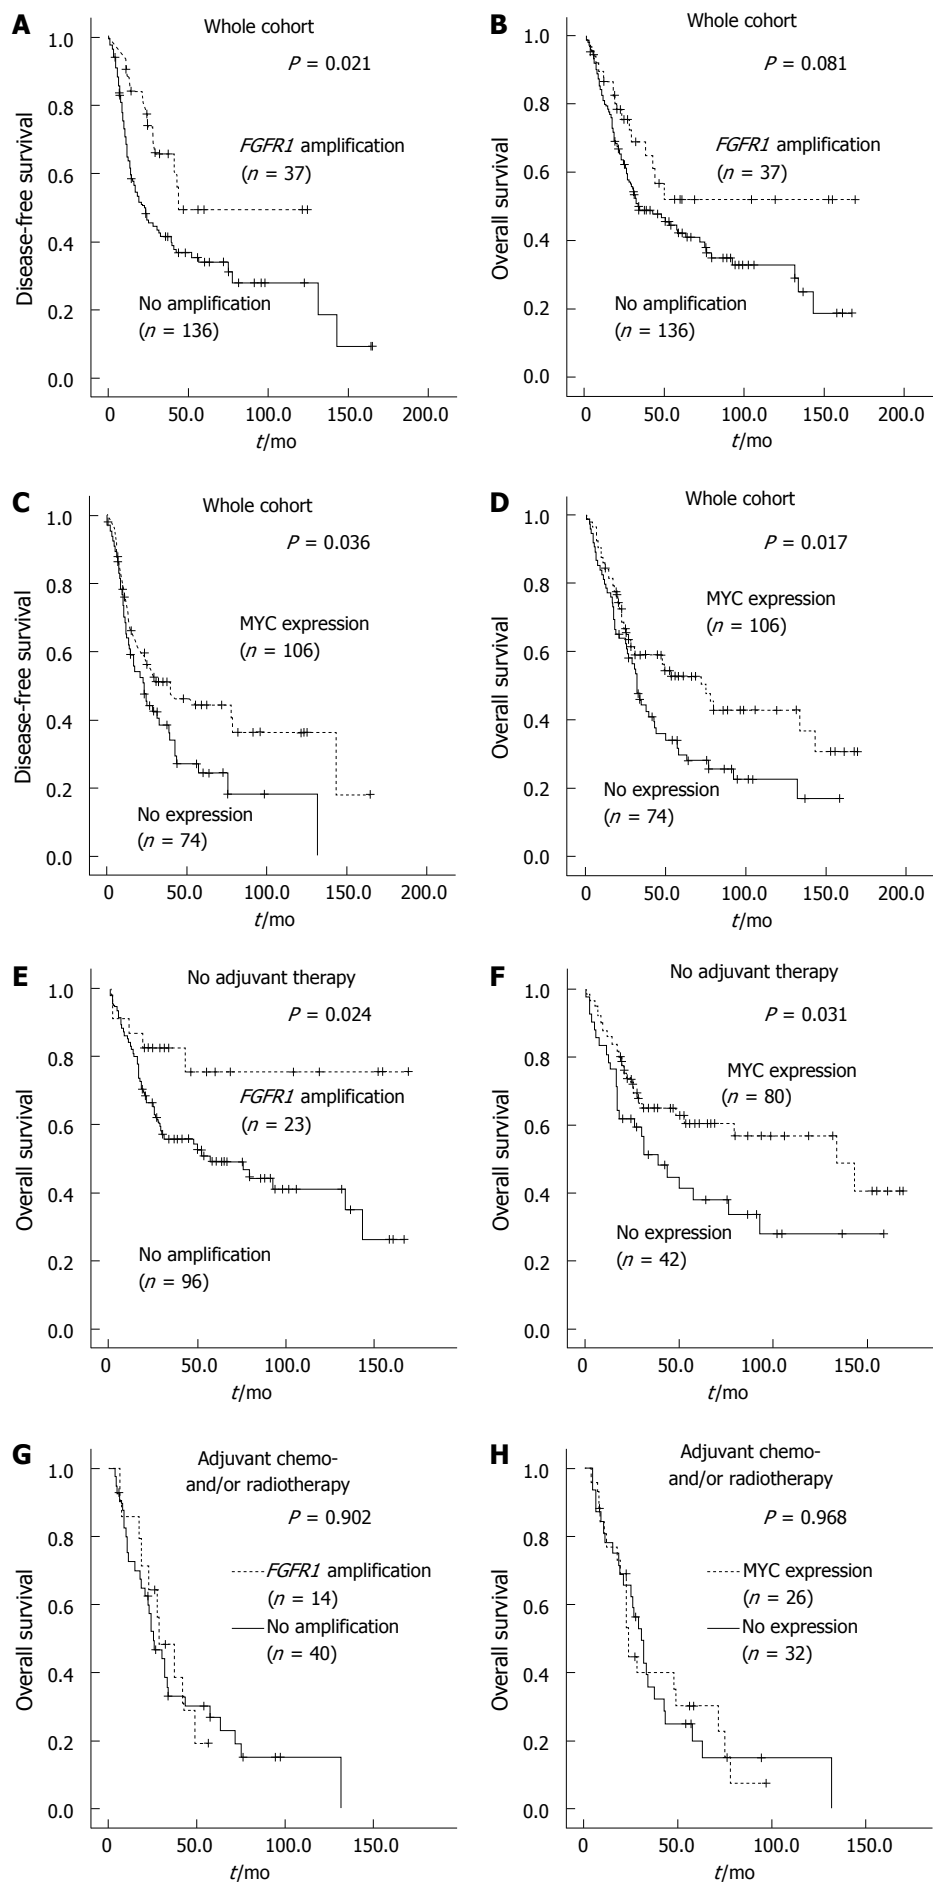 A
Whole cohort
P = 0.021
FGFR1 amplification
(n = 37)
No amplification
(n = 136)
Disease-free survival
1.0
0.8
0.6
0.4
0.2
0.0
0 50.0 100.0 150.0 200.0
t/mo
B
Whole cohort
P = 0.081
FGFR1 amplification
(n = 37)
No amplification
(n = 136)
Overall survival
1.0
0.8
0.6
0.4
0.2
0.0
0 50.0 100.0 150.0 200.0
t/mo
C
Whole cohort
P = 0.036
MYC expression
(n = 106)
No expression
(n = 74)
Disease-free survival
1.0
0.8
0.6
0.4
0.2
0.0
0 50.0 100.0 150.0 200.0
t/mo
D
Whole cohort
P = 0.017
MYC expression
(n = 106)
No expression
(n = 74)
Overall survival
1.0
0.8
0.6
0.4
0.2
0.0
0 50.0 100.0 150.0 200.0
t/mo
E
No adjuvant therapy
P = 0.024
FGFR1 amplification
(n = 23)
No amplification
(n = 96)
Overall survival
1.0
0.8
0.6
0.4
0.2
0.0
0 50.0 100.0 150.0
t/mo
F
No adjuvant therapy
P = 0.031
MYC expression
(n = 80)
No expression
(n = 42)
Overall survival
1.0
0.8
0.6
0.4
0.2
0.0
0 50.0 100.0 150.0
t/mo
G
Adjuvant chemo-
and/or radiotherapy
P = 0.902
FGFR1 amplification
(n = 14)
No amplification
(n = 40)
Overall survival
1.0
0.8
0.6
0.4
0.2
0.0
0 50.0 100.0 150.0
t/mo
H
Adjuvant chemo-
and/or radiotherapy
P = 0.968
MYC expression
(n = 26)
No expression
(n = 32)
Overall survival
1.0
0.8
0.6
0.4
0.2
0.0
0 50.0 100.0 150.0
t/mo